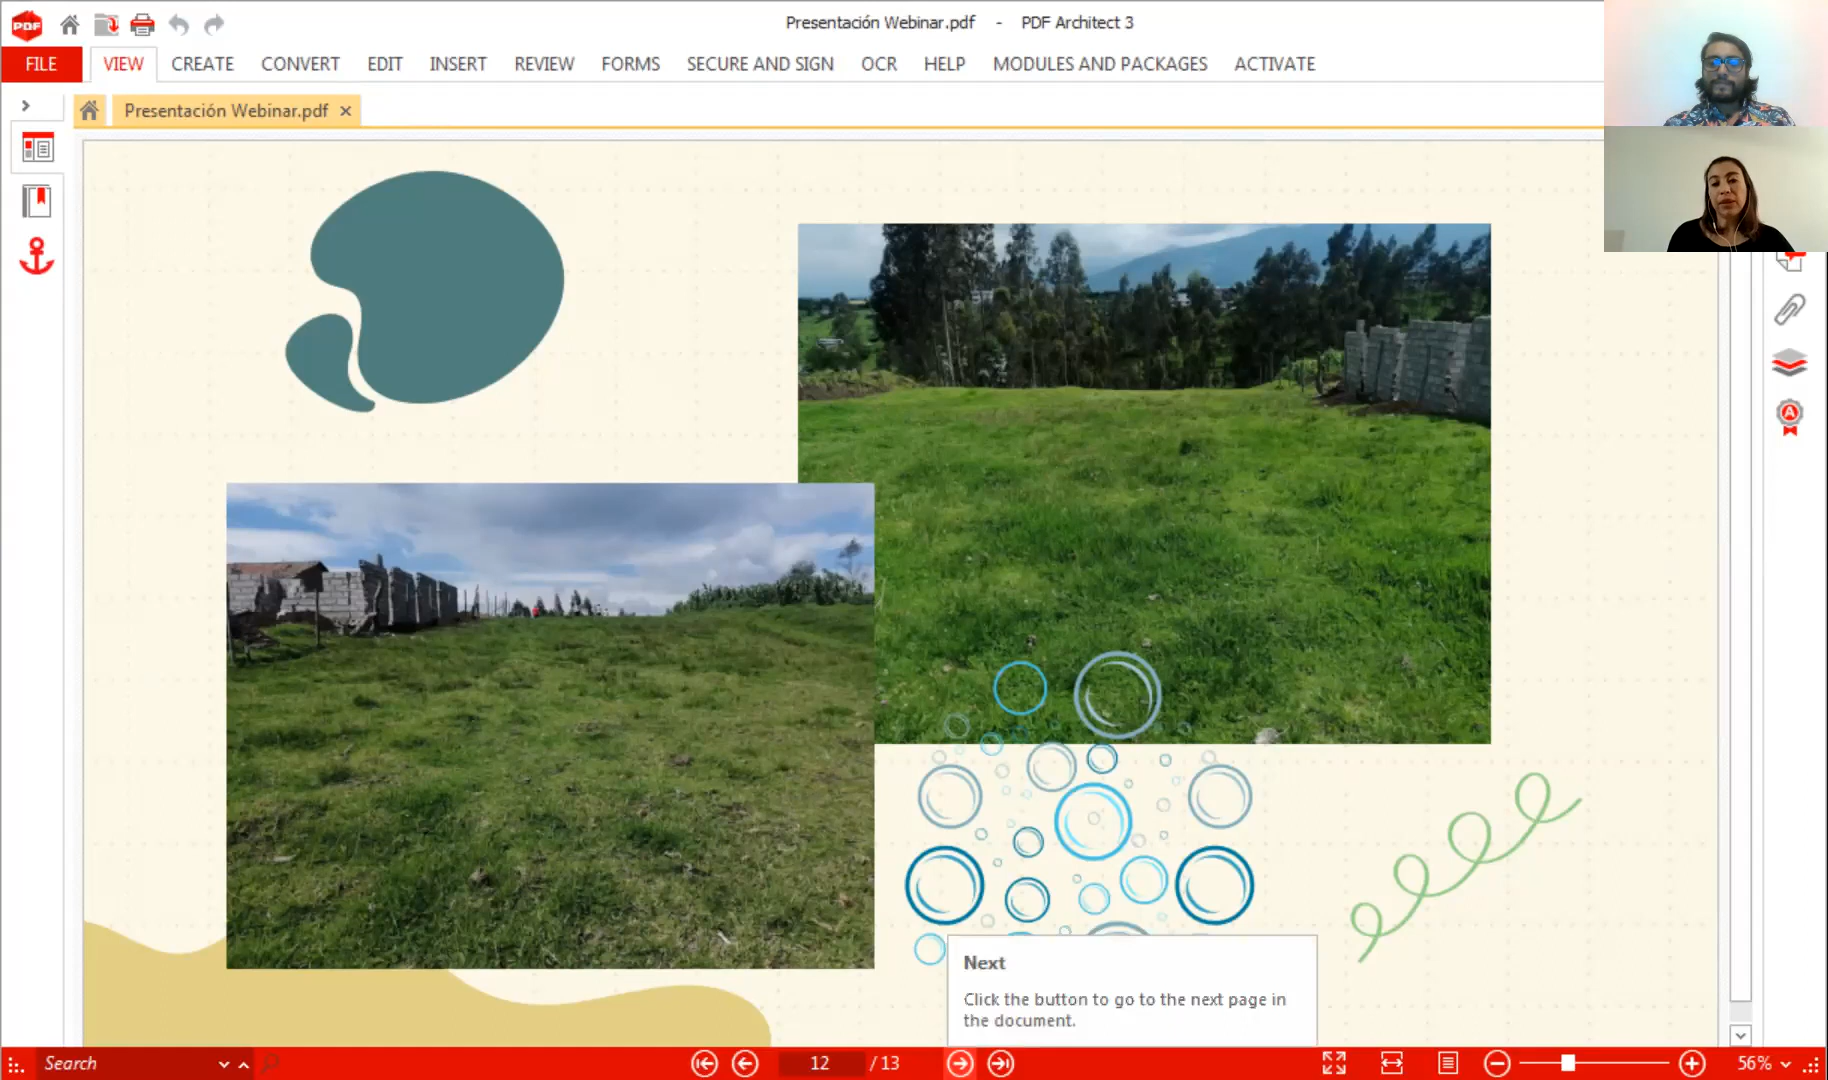 PDF
Presentación Webinar.pdf - PDF Architect 3
FILE VIEW CREATE CONVERT EDIT INSERT REVIEW FORMS SECURE AND SIGN OCR HELP MODULES AND PACKAGES ACTIVATE
Presentación Webinar.pdf ×
A
Next
Click the button to go to the next page in
the document.
Search 12 / 13 56%